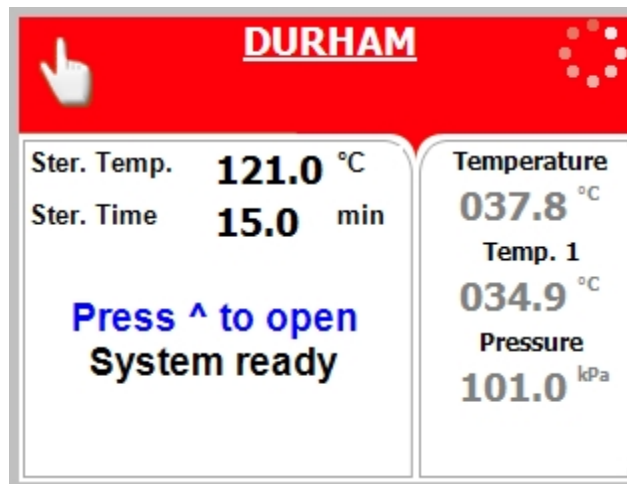 DURHAM
Ster. Temp. 121.0 °C
Ster. Time 15.0 min
Press ^ to open
System ready
Temperature
037.8 °C
Temp. 1
034.9 °C
Pressure
101.0 kPa